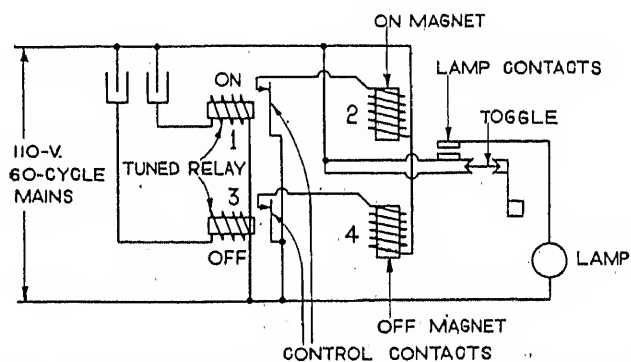 ON MAGNET
LAMP CONTACTS
ON
2
TOGGLE
1
110-V.
60-CYCLE
MAINS
TUNED RELAY
3
4
OFF
LAMP
OFF MAGNET
CONTROL CONTACTS